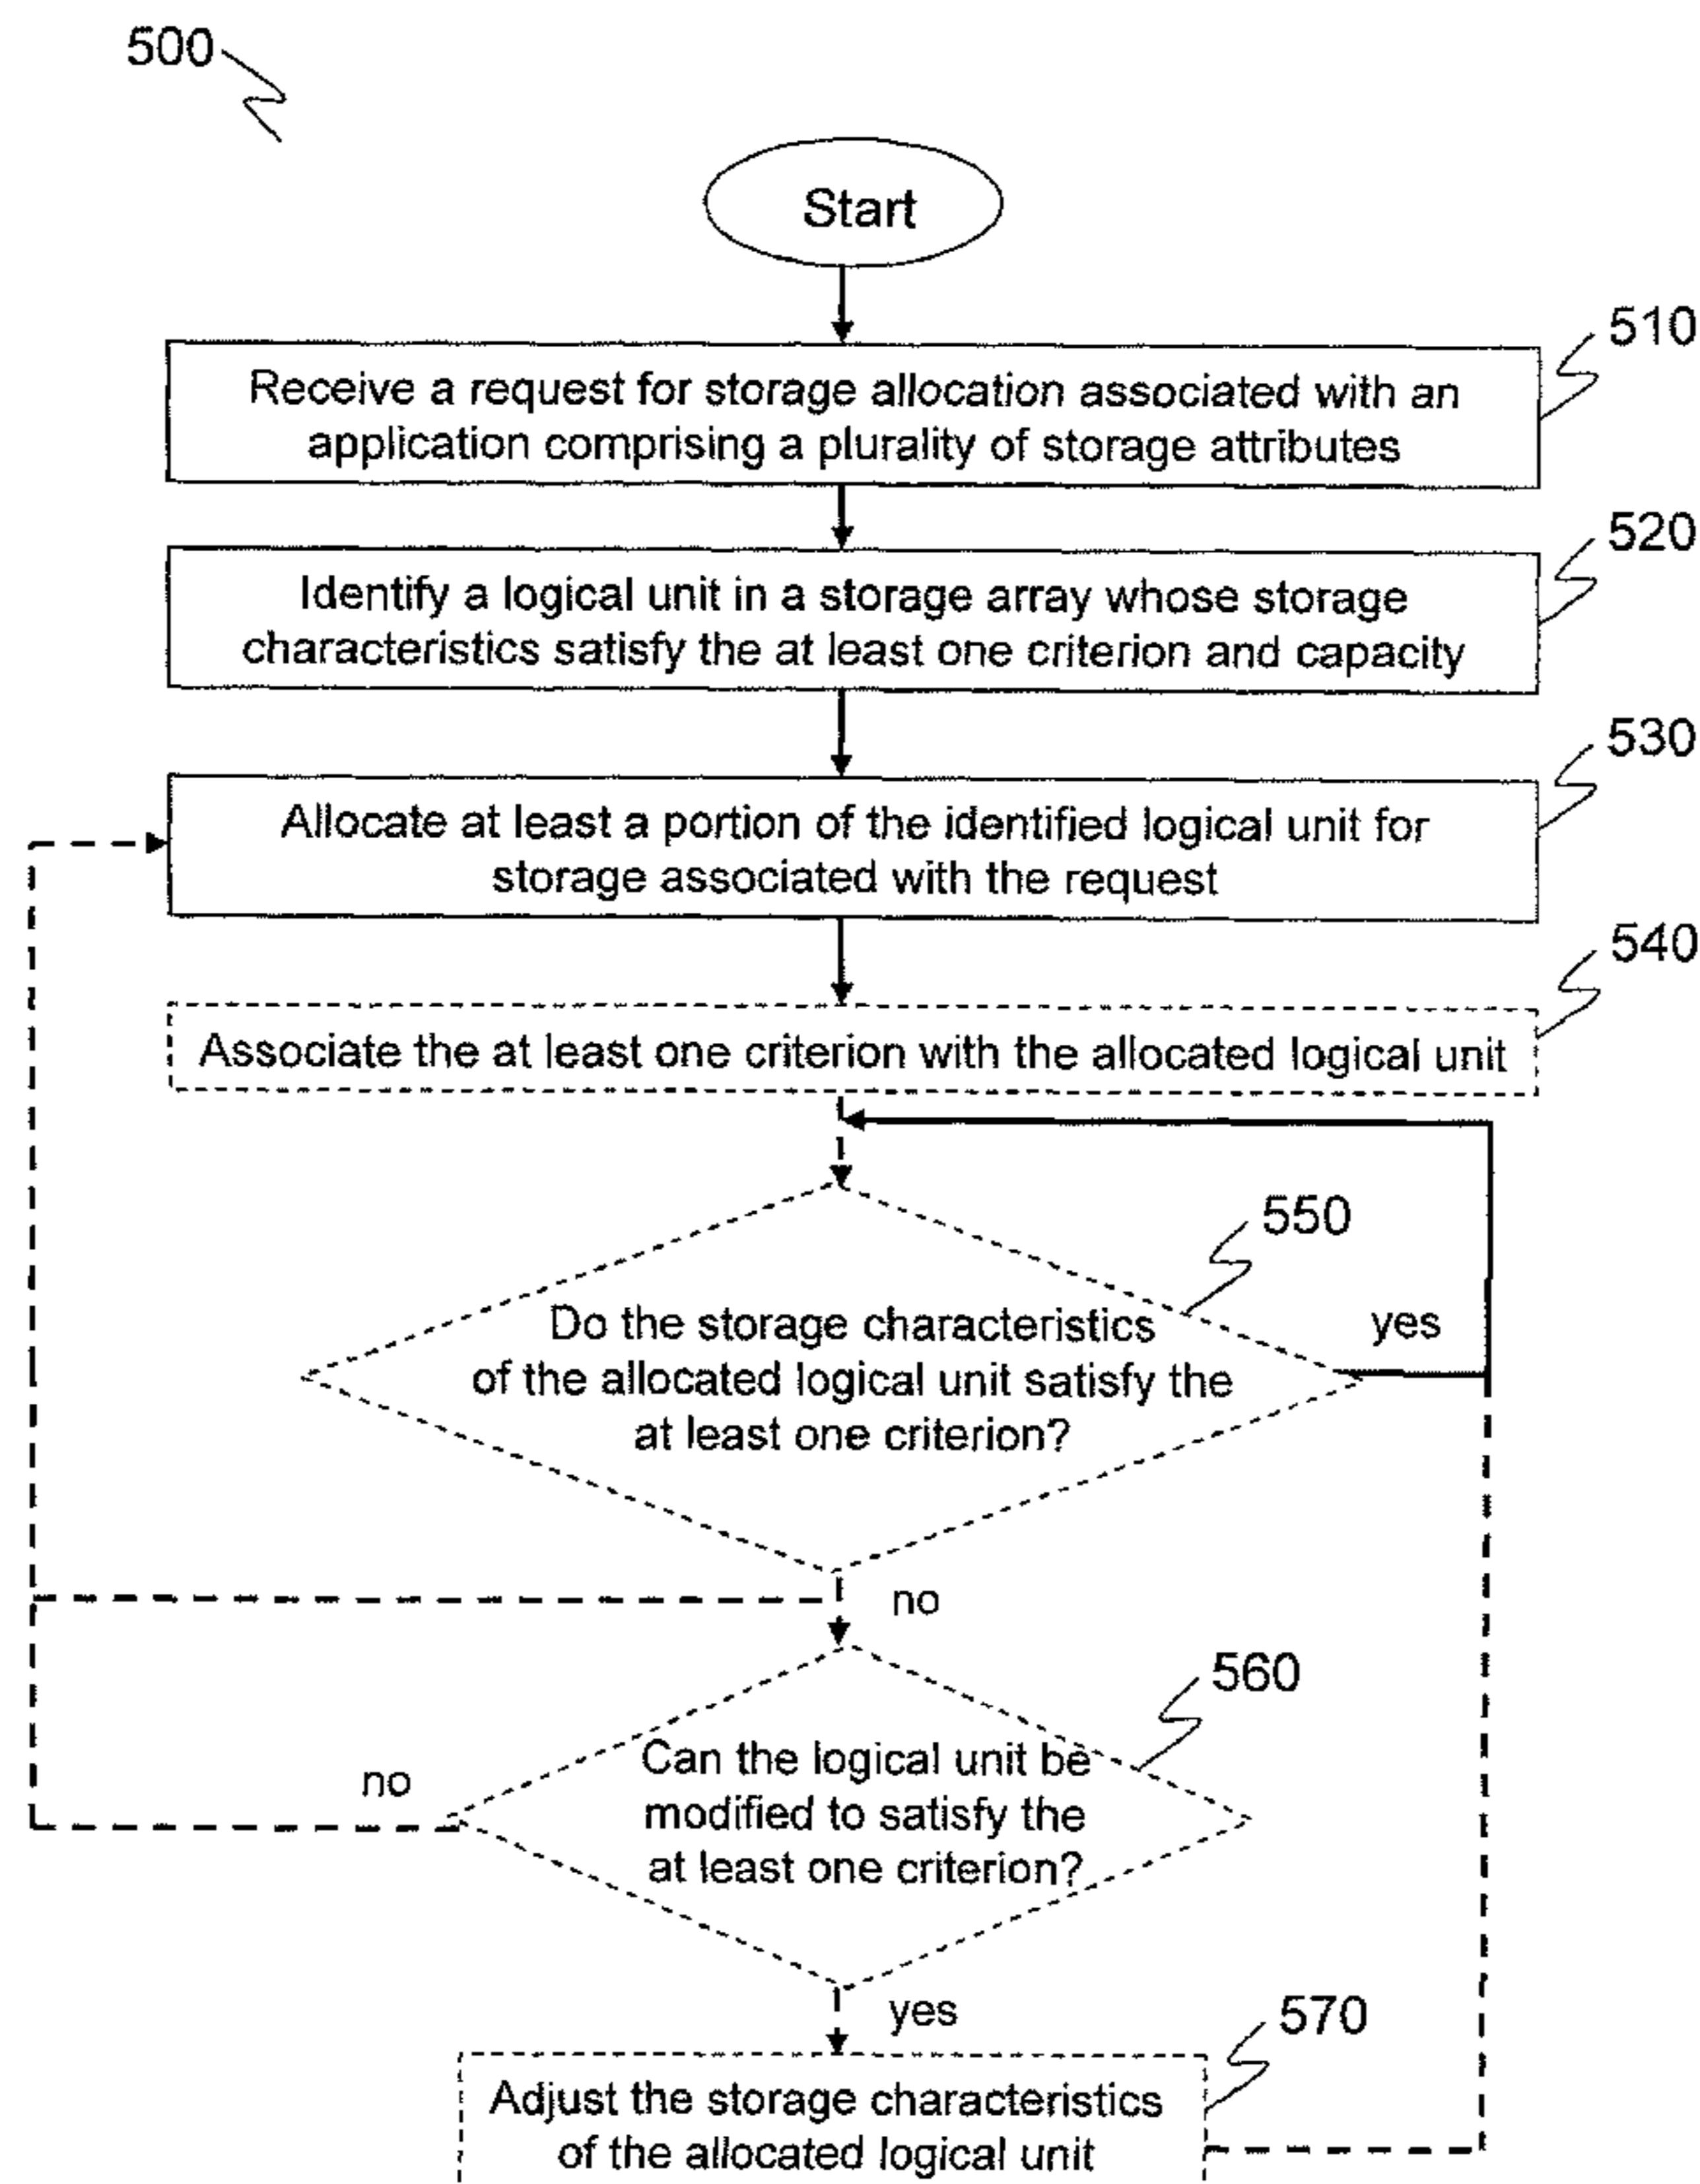 500
Start
510
Receive a request for storage allocation associated with an
application comprising a plurality of storage attributes
520
Identify a logical unit in a storage array whose storage
characteristics satisfy the at least one criterion and capacity
530
Allocate at least a portion of the identified logical unit for
storage associated with the request
540
Associate the at least one criterion with the allocated logical unit
550
Do the storage characteristics
of the allocated logical unit satisfy the
at least one criterion?
yes
no
560
Can the logical unit be
modified to satisfy the
at least one criterion?
no
yes
570
Adjust the storage characteristics
of the allocated logical unit